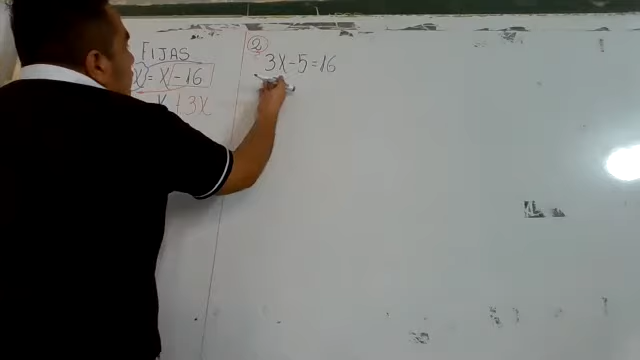 FIJAS
X = X - 16
X + 3X
②
3X-5=16